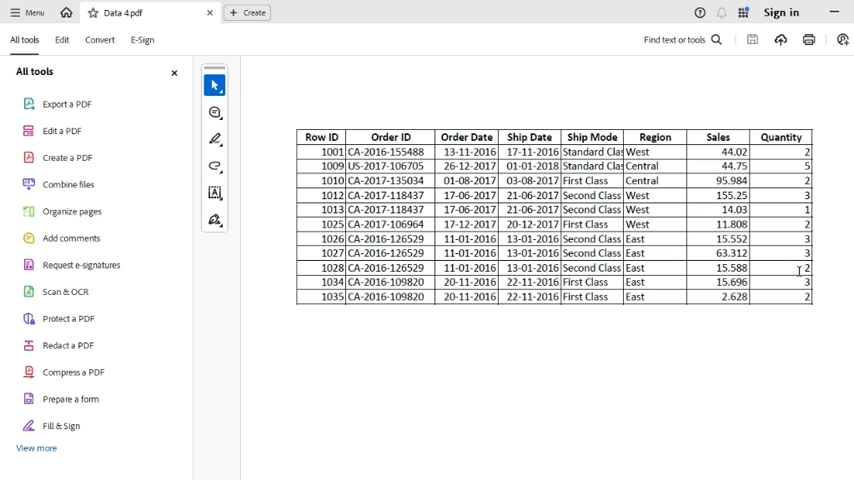 Menu Data 4.pdf × + Create Sign in
All tools Edit Convert E-Sign Find text or tools
All tools ×
Export a PDF
Edit a PDF
Create a PDF
Combine files
Organize pages
Add comments
Request e-signatures
Scan & OCR
Protect a PDF
Redact a PDF
Compress a PDF
Prepare a form
Fill & Sign
View more
Row ID Order ID Order Date Ship Date Ship Mode Region Sales Quantity
1001 CA-2016-155488 13-11-2016 17-11-2016 Standard Clas West 44.02 2
1009 US-2017-106705 26-12-2017 01-01-2018 Standard Clas Central 44.75 5
1010 CA-2017-135034 01-08-2017 03-08-2017 First Class Central 95.984 2
1012 CA-2017-118437 17-06-2017 21-06-2017 Second Class West 155.25 3
1013 CA-2017-118437 17-06-2017 21-06-2017 Second Class West 14.03 1
1025 CA-2017-106964 17-12-2017 20-12-2017 First Class West 11.808 2
1026 CA-2016-126529 11-01-2016 13-01-2016 Second Class East 15.552 3
1027 CA-2016-126529 11-01-2016 13-01-2016 Second Class East 63.312 3
1028 CA-2016-126529 11-01-2016 13-01-2016 Second Class East 15.588 2
1034 CA-2016-109820 20-11-2016 22-11-2016 First Class East 15.696 3
1035 CA-2016-109820 20-11-2016 22-11-2016 First Class East 2.628 2